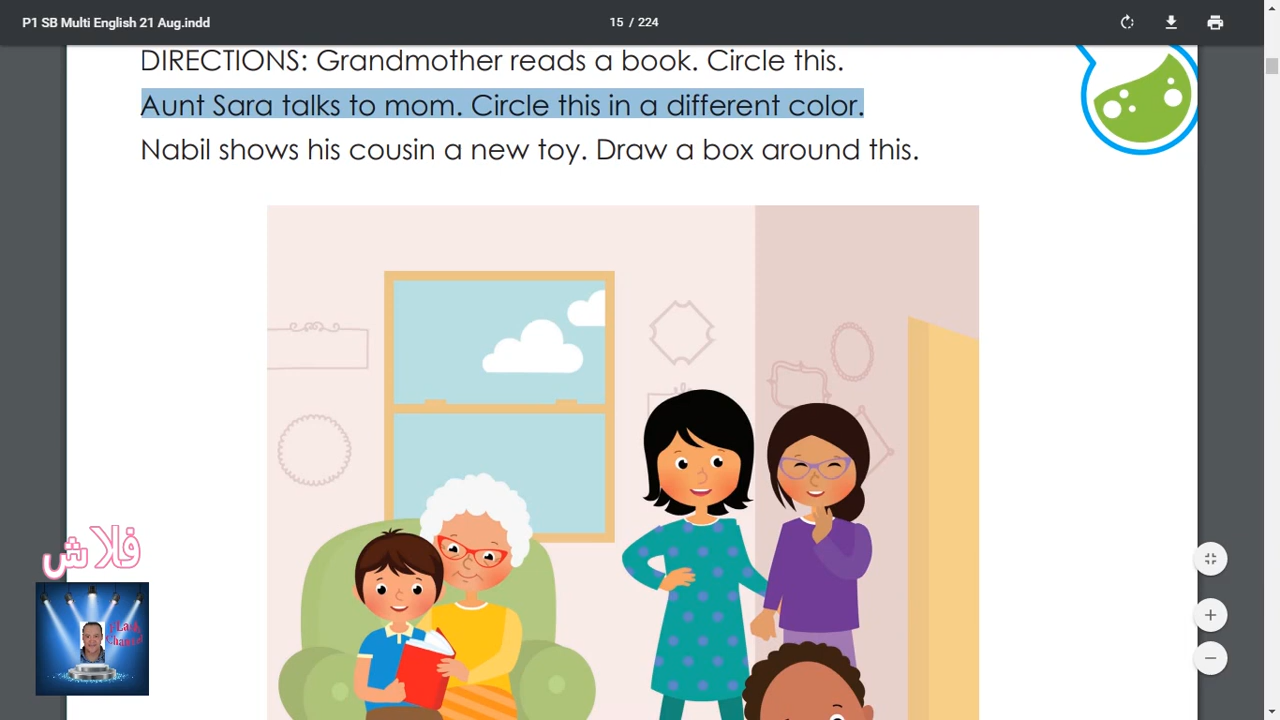 P1 SB Multi English 21 Aug.indd
15 / 224
DIRECTIONS: Grandmother reads a book. Circle this.
Aunt Sara talks to mom. Circle this in a different color.
Nabil shows his cousin a new toy. Draw a box around this.
فلاش